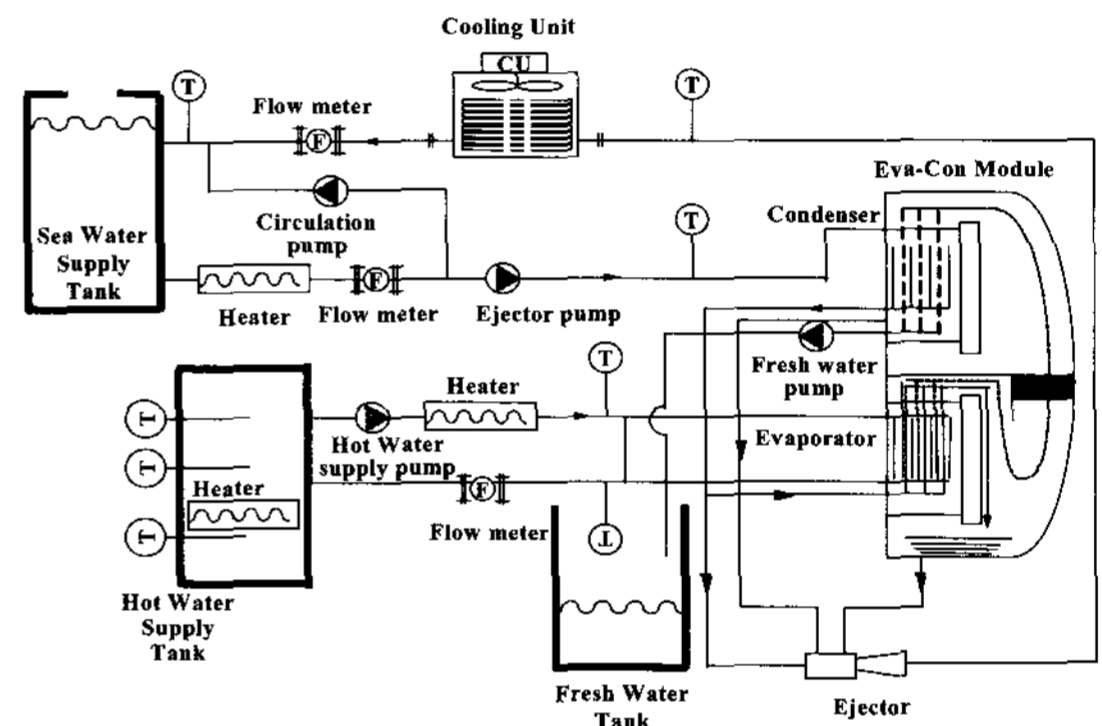 Cooling Unit
CU
T
T
Flow meter
F
Eva-Con Module
Circulation
pump
T
Condenser
Sea Water
Supply
Tank
F
Heater
Flow meter
Ejector pump
T
Fresh water
pump
Heater
T
Hot Water
supply pump
Evaporator
T
Heater
F
Flow meter
T
T
Hot Water
Supply
Tank
Fresh Water
Tank
Ejector